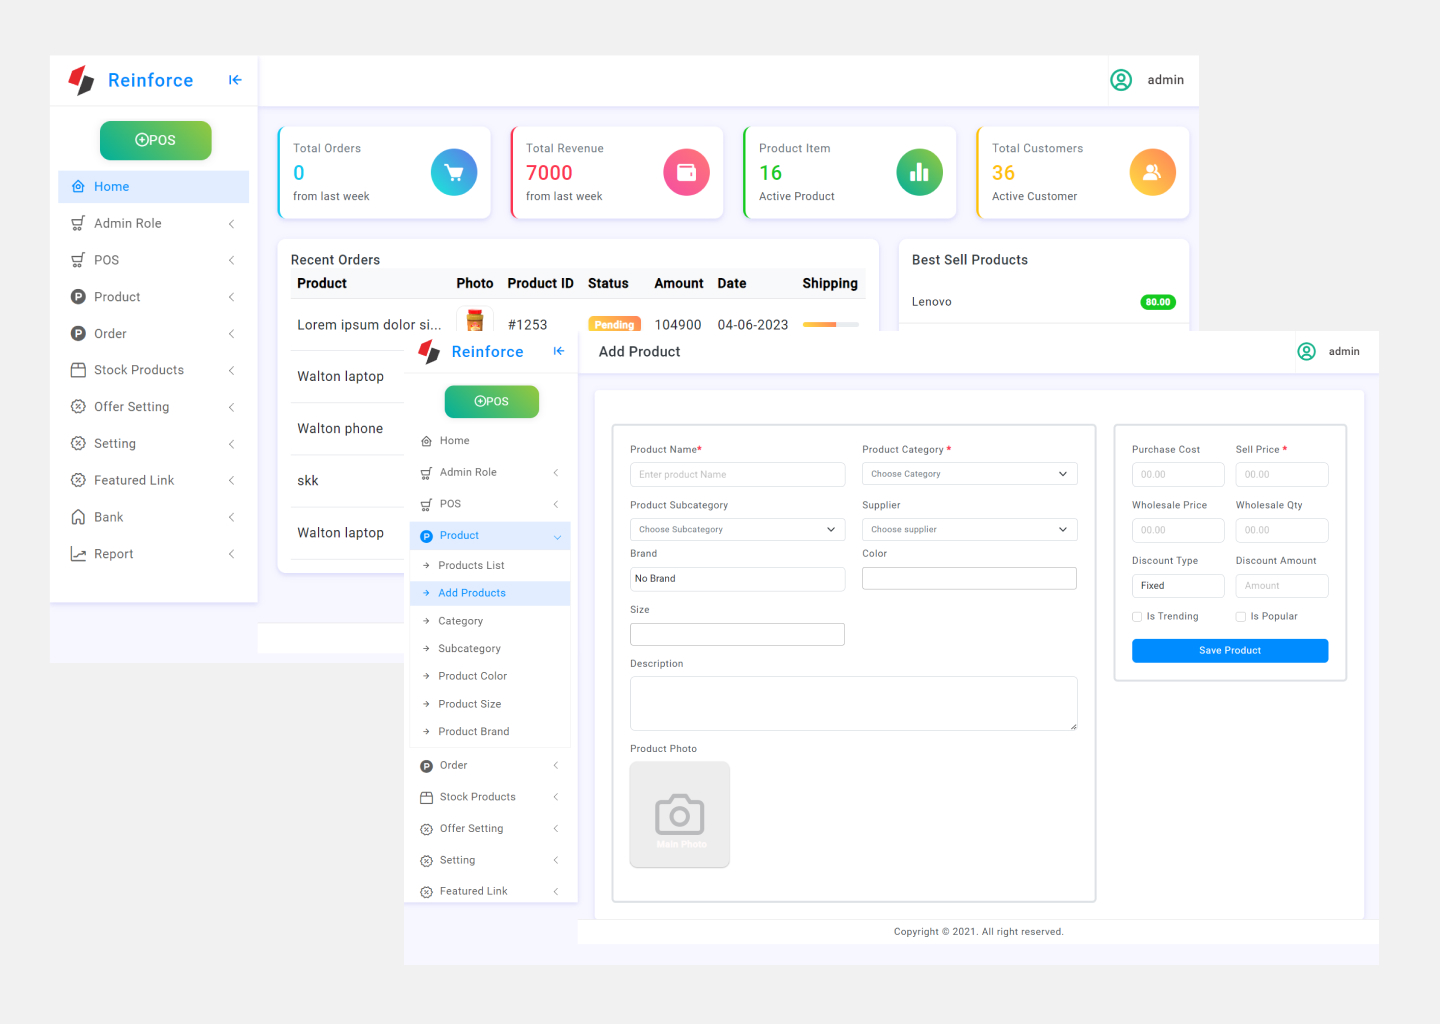 Reinforce
admin
POS
Home
Admin Role
POS
Product
Order
Stock Products
Offer Setting
Setting
Featured Link
Bank
Report
Total Orders
0
from last week
Total Revenue
7000
from last week
Product Item
16
Active Product
Total Customers
36
Active Customer
Recent Orders
Product Photo Product ID Status Amount Date Shipping
Lorem ipsum dolor si... #1253 Pending 104900 04-06-2023
Walton laptop
Walton phone
skk
Walton laptop
Best Sell Products
Lenovo 80.00
Reinforce
Add Product
admin
POS
Home
Admin Role
POS
Product
Products List
Add Products
Category
Subcategory
Product Color
Product Size
Product Brand
Order
Stock Products
Offer Setting
Setting
Featured Link
Product Name* Product Category *
Enter product Name Choose Category
Product Subcategory Supplier
Choose Subcategory Choose supplier
Brand Color
No Brand
Size
Description
Product Photo
Main Photo
Purchase Cost Sell Price *
00.00 00.00
Wholesale Price Wholesale Qty
00.00 00.00
Discount Type Discount Amount
Fixed Amount
Is Trending Is Popular
Save Product
Copyright © 2021. All right reserved.